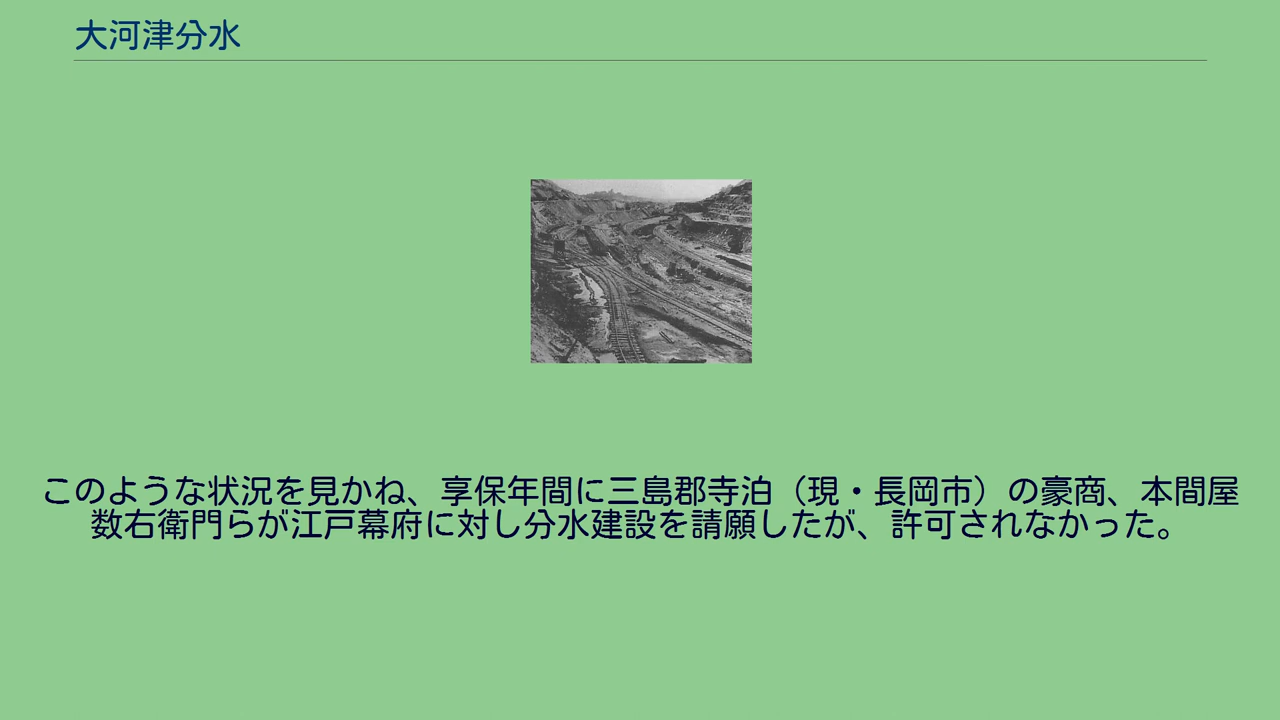 大河津分水
このような状況を見かね、享保年間に三島郡寺泊（現・長岡市）の豪商、本間屋
数右衛門らが江戸幕府に対し分水建設を請願したが、許可されなかった。